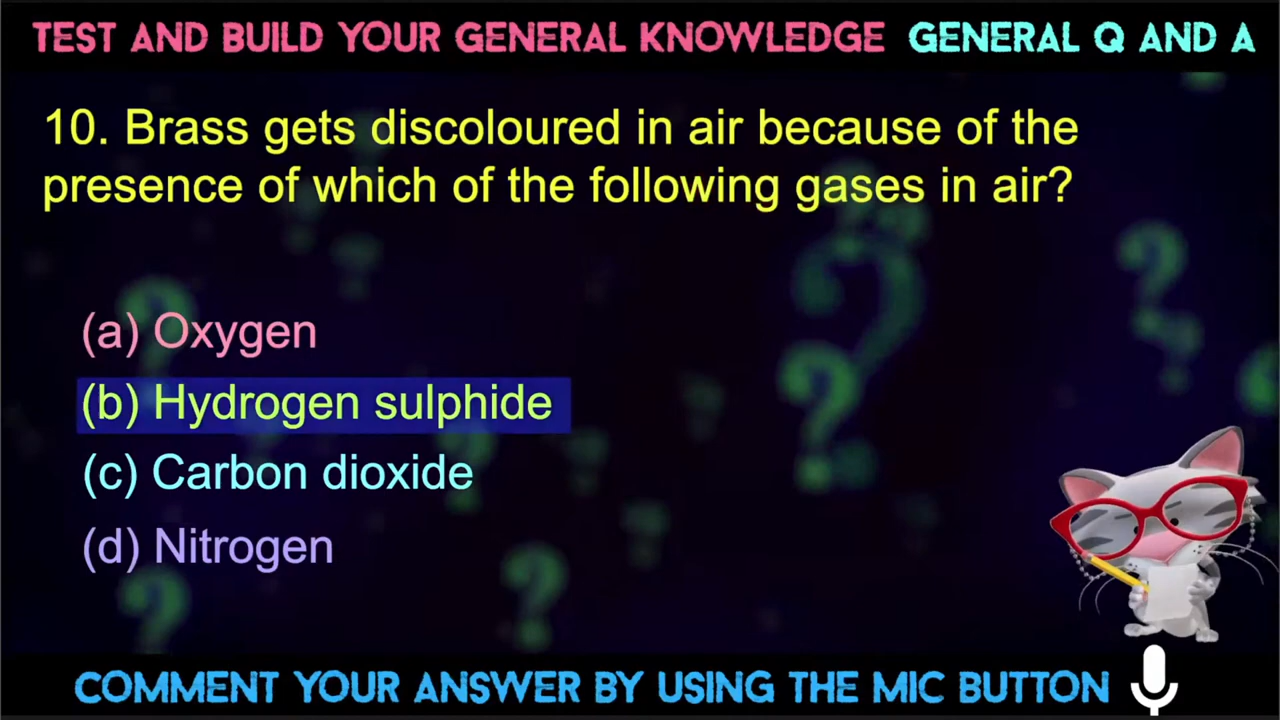 TEST AND BUILD YOUR GENERAL KNOWLEDGE GENERAL Q AND A
10. Brass gets discoloured in air because of the
presence of which of the following gases in air?
(a) Oxygen
(b) Hydrogen sulphide
(c) Carbon dioxide
(d) Nitrogen
COMMENT YOUR ANSWER BY USING THE MIC BUTTON